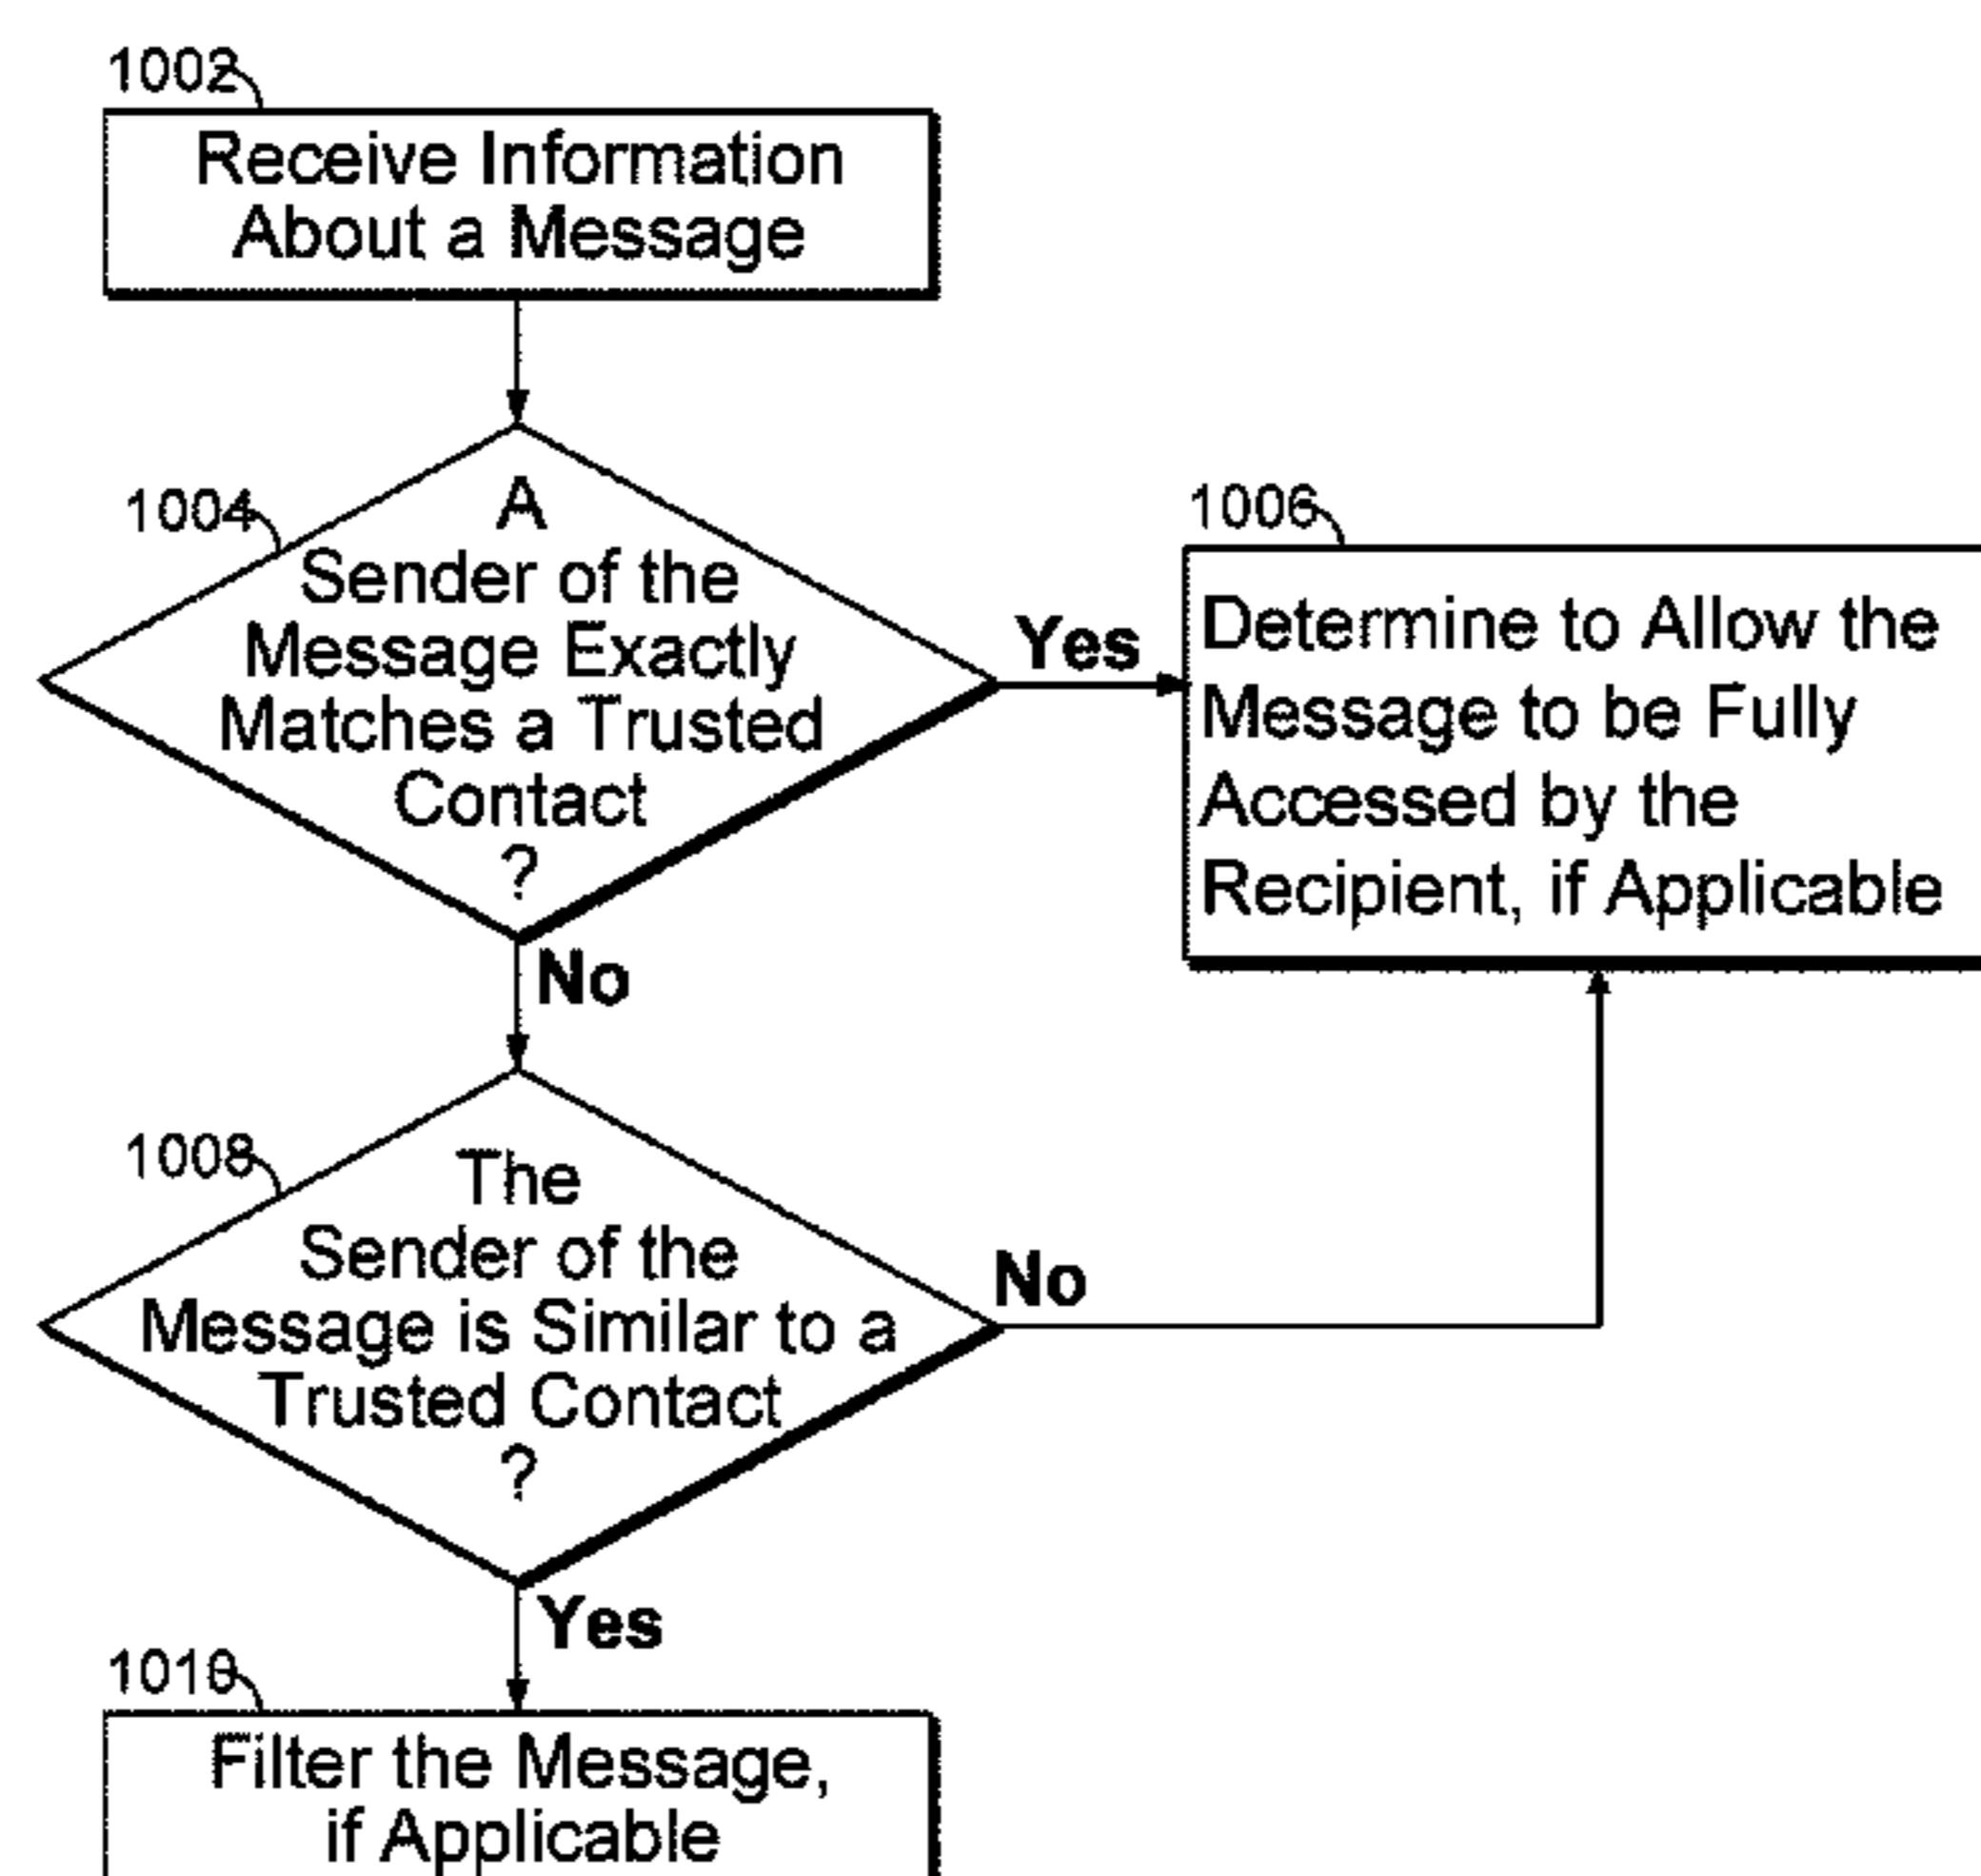 1002
Receive Information
About a Message
1004
A
Sender of the
Message Exactly
Matches a Trusted
Contact
?
Yes
1006
Determine to Allow the
Message to be Fully
Accessed by the
Recipient, if Applicable
No
1008
The
Sender of the
Message is Similar to a
Trusted Contact
?
No
Yes
1010
Filter the Message,
if Applicable